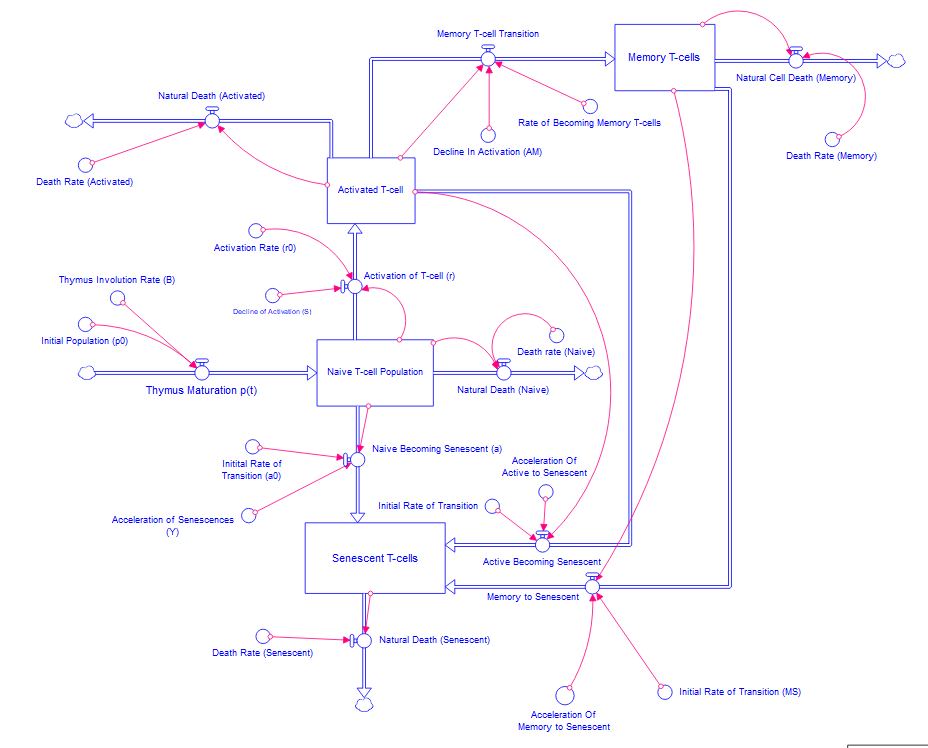 Memory T-cell Transition
Memory T-cells
Natural Cell Death (Memory)
Natural Death (Activated)
Rate of Becoming Memory T-cells
Decline In Activation (AM)
Death Rate (Memory)
Death Rate (Activated)
Activated T-cell
Activation Rate (r0)
Activation of T-cell (r)
Thymus Involution Rate (B)
Decline of Activation (S)
Initial Population (p0)
Death rate (Naive)
Naive T-cell Population
Thymus Maturation p(t)
Natural Death (Naive)
Naive Becoming Senescent (a)
Initital Rate of
Transition (a0)
Acceleration Of
Active to Senescent
Initial Rate of Transition
Acceleration of Senescences
(Y)
Senescent T-cells
Active Becoming Senescent
Memory to Senescent
Natural Death (Senescent)
Death Rate (Senescent)
Initial Rate of Transition (MS)
Acceleration Of
Memory to Senescent